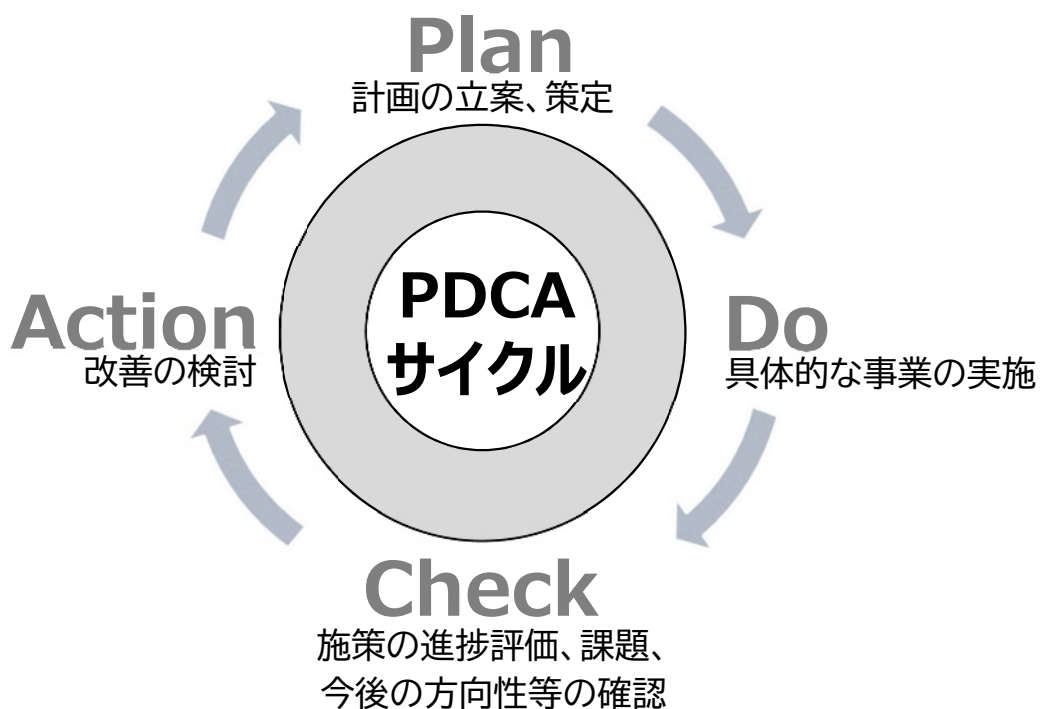 Plan
計画の立案、策定
PDCA
サイクル
Action
改善の検討
Do
具体的な事業の実施
Check
施策の進捗評価、課題、
今後の方向性等の確認